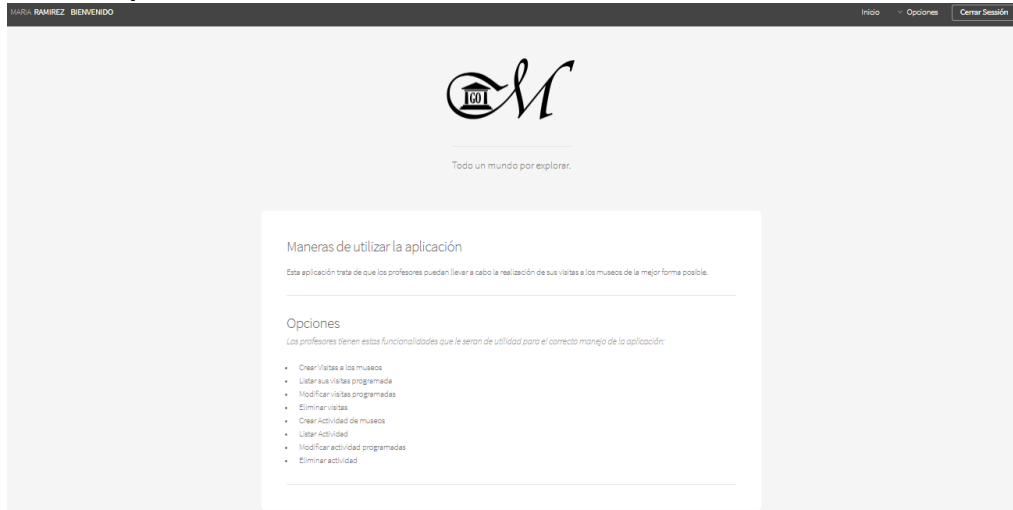 MARIA RAMIREZ BIENVENIDO
Inicio
Opciones
Cerrar Sessión
GO M
Todo un mundo por explorar.
Maneras de utilizar la aplicación
Esta aplicación trata de que los profesores puedan llevar a cabo la realización de sus visitas a los museos de la mejor forma posible.
Opciones
Los profesores tienen estas funcionalidades que le seran de utilidad para el correcto manejo de la aplicación:
• Crear Visitas a los museos
• Listar sus visitas programada
• Modificar visitas programadas
• Eliminar visitas
• Crear Actividad de museos
• Listar Actividad
• Modificar actividad programadas
• Eliminar actividad